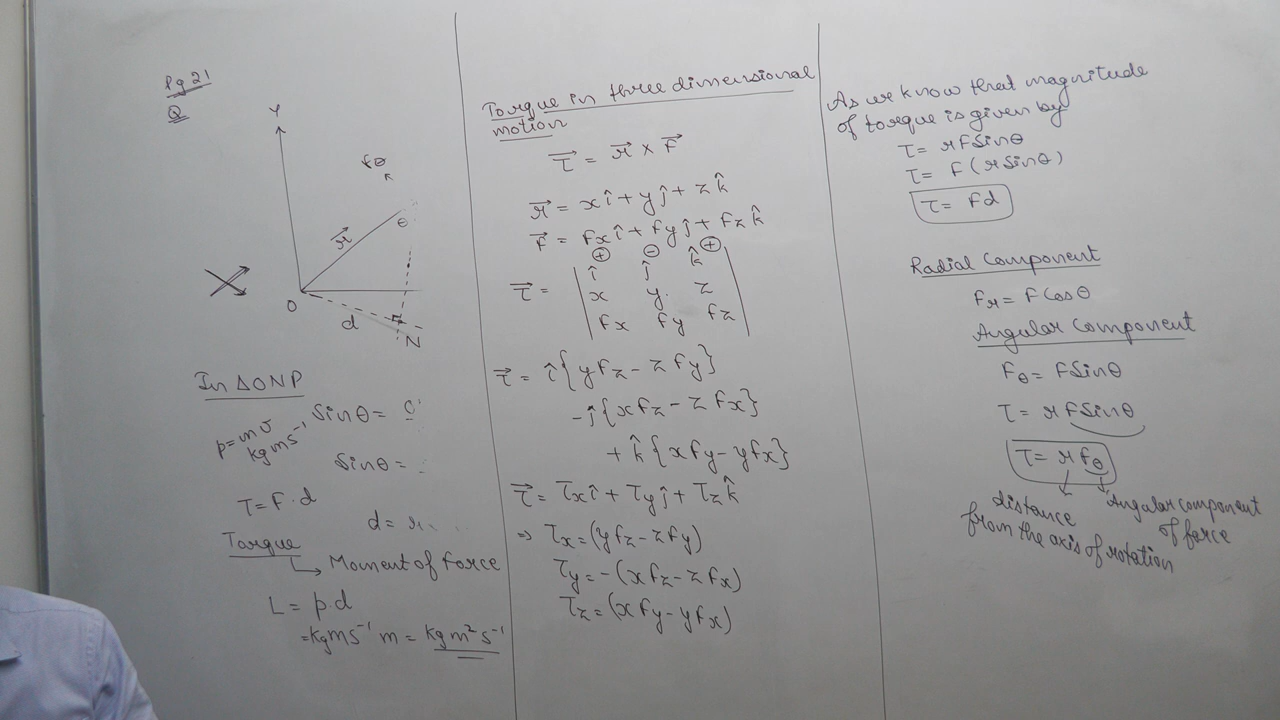 Pg 21
Q
Y
fθ
r⃗
θ
O
d
N
In ΔONP
Sinθ =
p=mv
kgms⁻¹
Sinθ =
τ = F·d
d=r
Torque
↳ Moment of force
L = p.d
=kgms⁻¹ m = kgm²s⁻¹
Torque in three dimensional
motion
τ⃗ = r⃗ × F⃗
r⃗ = xî + yĵ + zk̂
F⃗ = fxî + fyĵ + fzk̂
⊕ ⊖ ⊕
τ⃗ = | î ĵ k̂ |
x y z
fx fy fz
τ⃗ = î{yfz - zfy}
-ĵ{xfz - zfx}
+ k̂{xfy - yfx}
τ⃗ = τxî + τyĵ + τzk̂
⇒ τx = (yfz - zfy)
τy = -(xfz - zfx)
τz = (xfy - yfx)
As we know that magnitude
of torque is given by
τ = rFSinθ
τ = F(rSinθ)
τ = Fd
Radial Component
Fr = FCosθ
Angular Component
Fθ = FSinθ
τ = rFSinθ
τ = rfθ
distance
from the axis of rotation
Angular component
of force